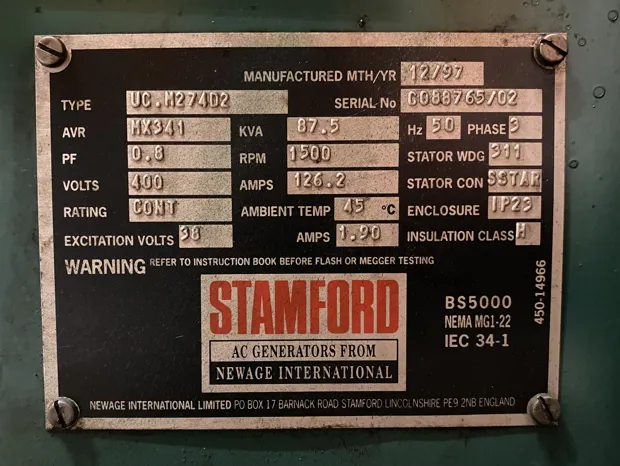 MANUFACTURED MTH/YR 12/97
TYPE UC.M274D2 SERIAL No C088765/02
AVR MX341 KVA 87.5 Hz 50 PHASE 3
PF 0.8 RPM 1500 STATOR WDG 311
VOLTS 400 AMPS 126.2 STATOR CON SSTAR
RATING CONT AMBIENT TEMP 45 °C ENCLOSURE IP23
EXCITATION VOLTS 38 AMPS 1.90 INSULATION CLASS H
WARNING REFER TO INSTRUCTION BOOK BEFORE FLASH OR MEGGER TESTING
STAMFORD
AC GENERATORS FROM
NEWAGE INTERNATIONAL
BS5000
NEMA MG1-22
IEC 34-1
450-14966
NEWAGE INTERNATIONAL LIMITED PO BOX 17 BARNACK ROAD STAMFORD LINCOLNSHIRE PE9 2NB ENGLAND